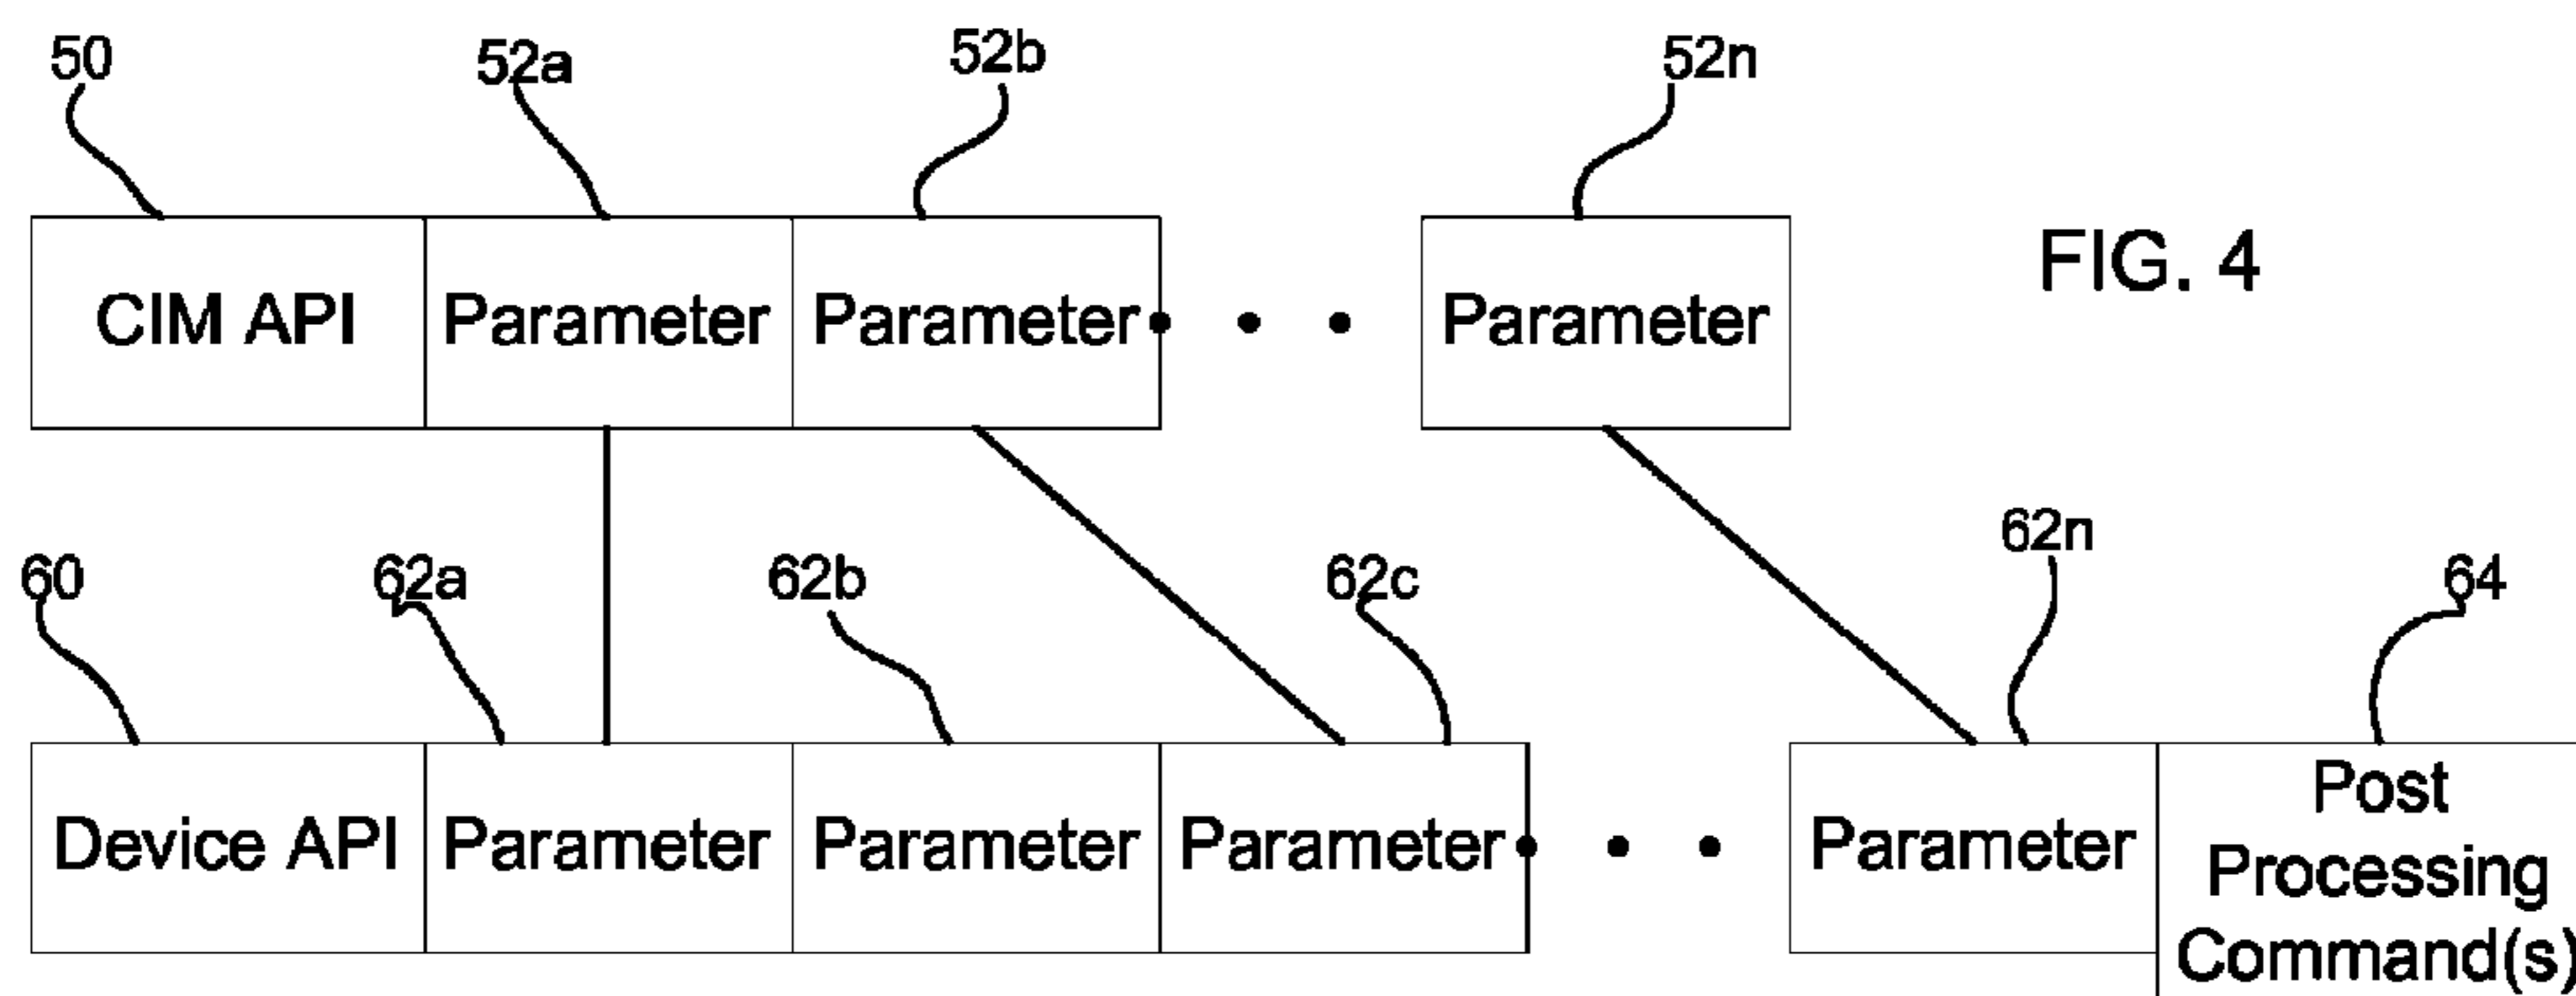 50 52a 52b 52n
CIM API Parameter Parameter • • • Parameter
FIG. 4
60 62a 62b 62c 62n 64
Device API Parameter Parameter Parameter • • • Parameter
Post
Processing
Command(s)